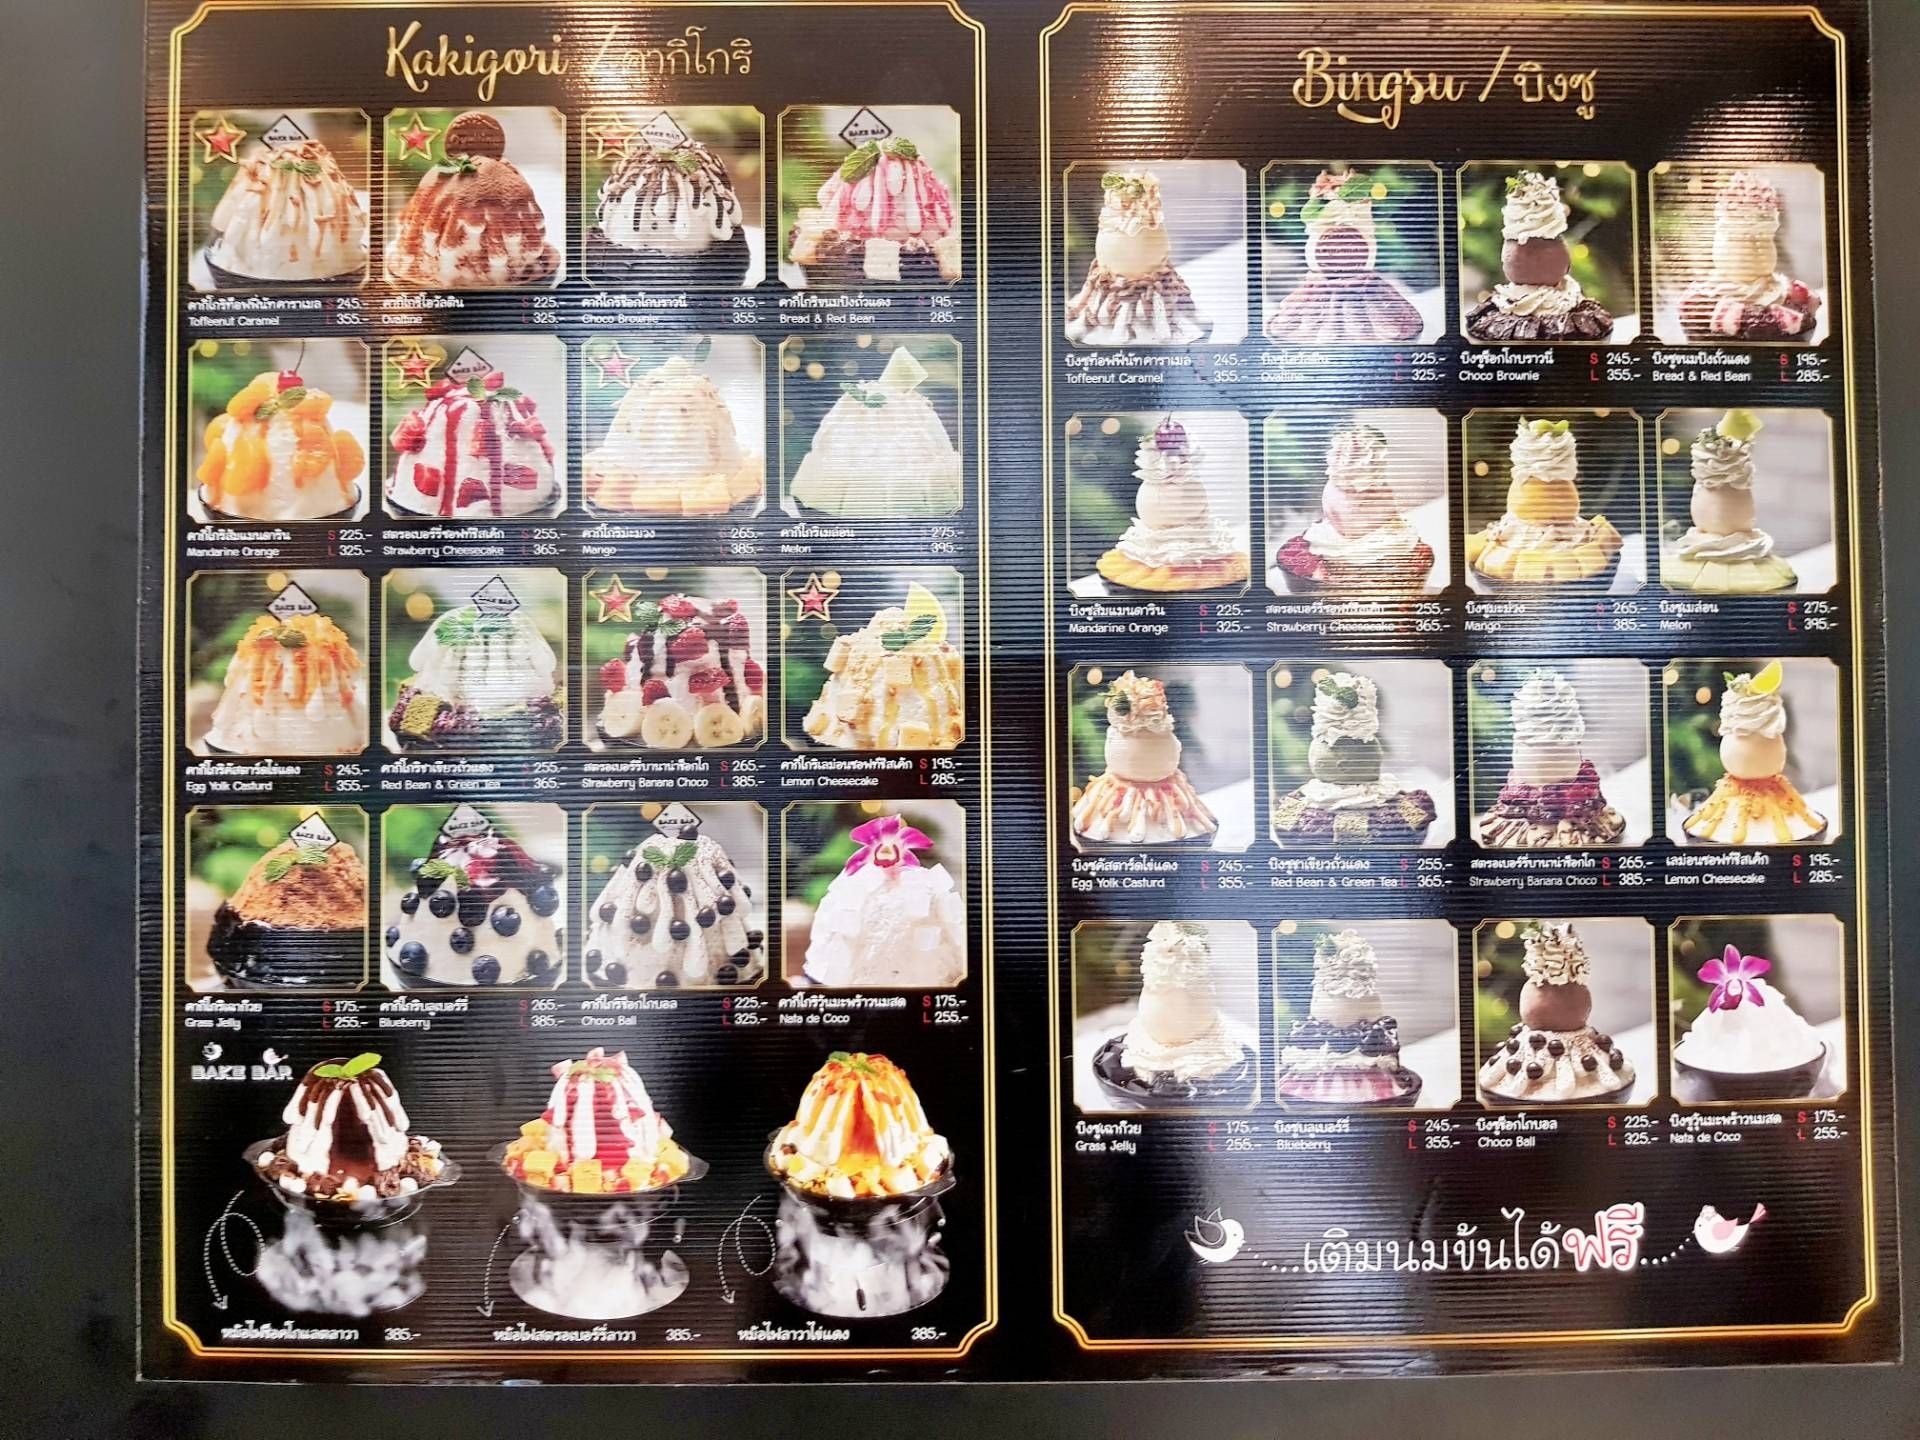 Kakigori / คากิโกริ
คากิโกริท๊อฟฟี่นัทคาราเมล S 245.-
Toffeenut Caramel L 355.-
คากิโกริโอวัลติน S 225.-
Ovaltine L 325.-
คากิโกริช็อกโกบราวนี่ S 245.-
Choco Brownie L 355.-
คากิโกริขนมปังถั่วแดง S 195.-
Bread & Red Bean L 285.-
คากิโกริส้มแมนดาริน S 225.-
Mandarine Orange L 325.-
สตรอเบอร์รี่ชอฟท์ชีสเค้ก S 255.-
Strawberry Cheesecake L 365.-
คากิโกริมะม่วง S 265.-
Mango L 385.-
คากิโกริเมล่อน S 275.-
Melon L 395.-
คากิโกริคัสตาร์ดไข่แดง S 245.-
Egg Yolk Casturd L 355.-
คากิโกริชาเขียวถั่วแดง S 255.-
Red Bean & Green Tea L 365.-
สตรอเบอร์รี่บานาน่าช็อกโก S 265.-
Strawberry Banana Choco L 385.-
คากิโกริเลม่อนซอฟท์ชีสเค้ก S 195.-
Lemon Cheesecake L 285.-
คากิโกริเฉาก๊วย S 175.-
Grass Jelly L 255.-
คากิโกริบลูเบอร์รี่ S 265.-
Blueberry L 385.-
คากิโกริช็อกโกบอล S 225.-
Choco Ball L 325.-
คากิโกริวุ้นมะพร้าวนมสด S 175.-
Nata de Coco L 255.-
BAKE BAR
หม้อไฟช็อคโกแลตลาวา 385.-
หม้อไฟสตรอเบอร์รี่ลาวา 385.-
หม้อไฟลาวาไข่แดง 385.-
Bingsu / บิงซู
บิงซูท๊อฟฟี่นัทคาราเมล S 245.-
Toffeenut Caramel L 355.-
บิงซูโอวัลติน S 225.-
Ovaltine L 325.-
บิงซูช็อกโกบราวนี่ S 245.-
Choco Brownie L 355.-
บิงซูขนมปังถั่วแดง S 195.-
Bread & Red Bean L 285.-
บิงซูส้มแมนดาริน S 225.-
Mandarine Orange L 325.-
สตรอเบอร์รี่ซอฟท์ชีสเค้ก S 255.-
Strawberry Cheesecake L 365.-
บิงซูมะม่วง S 265.-
Mango L 385.-
บิงซูเมล่อน S 275.-
Melon L 395.-
บิงซูคัสตาร์ดไข่แดง S 245.-
Egg Yolk Casturd L 355.-
บิงซูชาเขียวถั่วแดง S 255.-
Red Bean & Green Tea L 365.-
สตรอเบอร์รี่บานาน่าช็อกโก S 265.-
Strawberry Banana Choco L 385.-
เลม่อนซอฟท์ชีสเค้ก S 195.-
Lemon Cheesecake L 285.-
บิงซูเฉาก๊วย S 175.-
Grass Jelly L 255.-
บิงซูบลูเบอร์รี่ S 245.-
Blueberry L 355.-
บิงซูช็อกโกบอล S 225.-
Choco Ball L 325.-
บิงซูวุ้นมะพร้าวนมสด S 175.-
Nata de Coco L 255.-
....เติมนมข้นได้ฟรี....